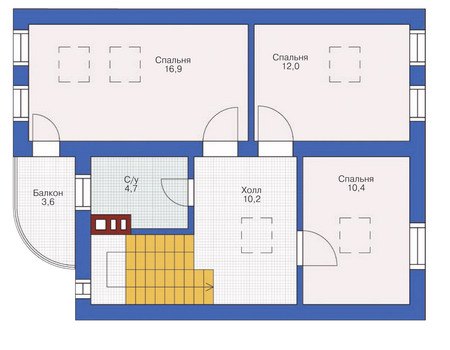 Спальня
16,9
Спальня
12,0
С/у
4,7
Спальня
10,4
Балкон
3,6
Холл
10,2